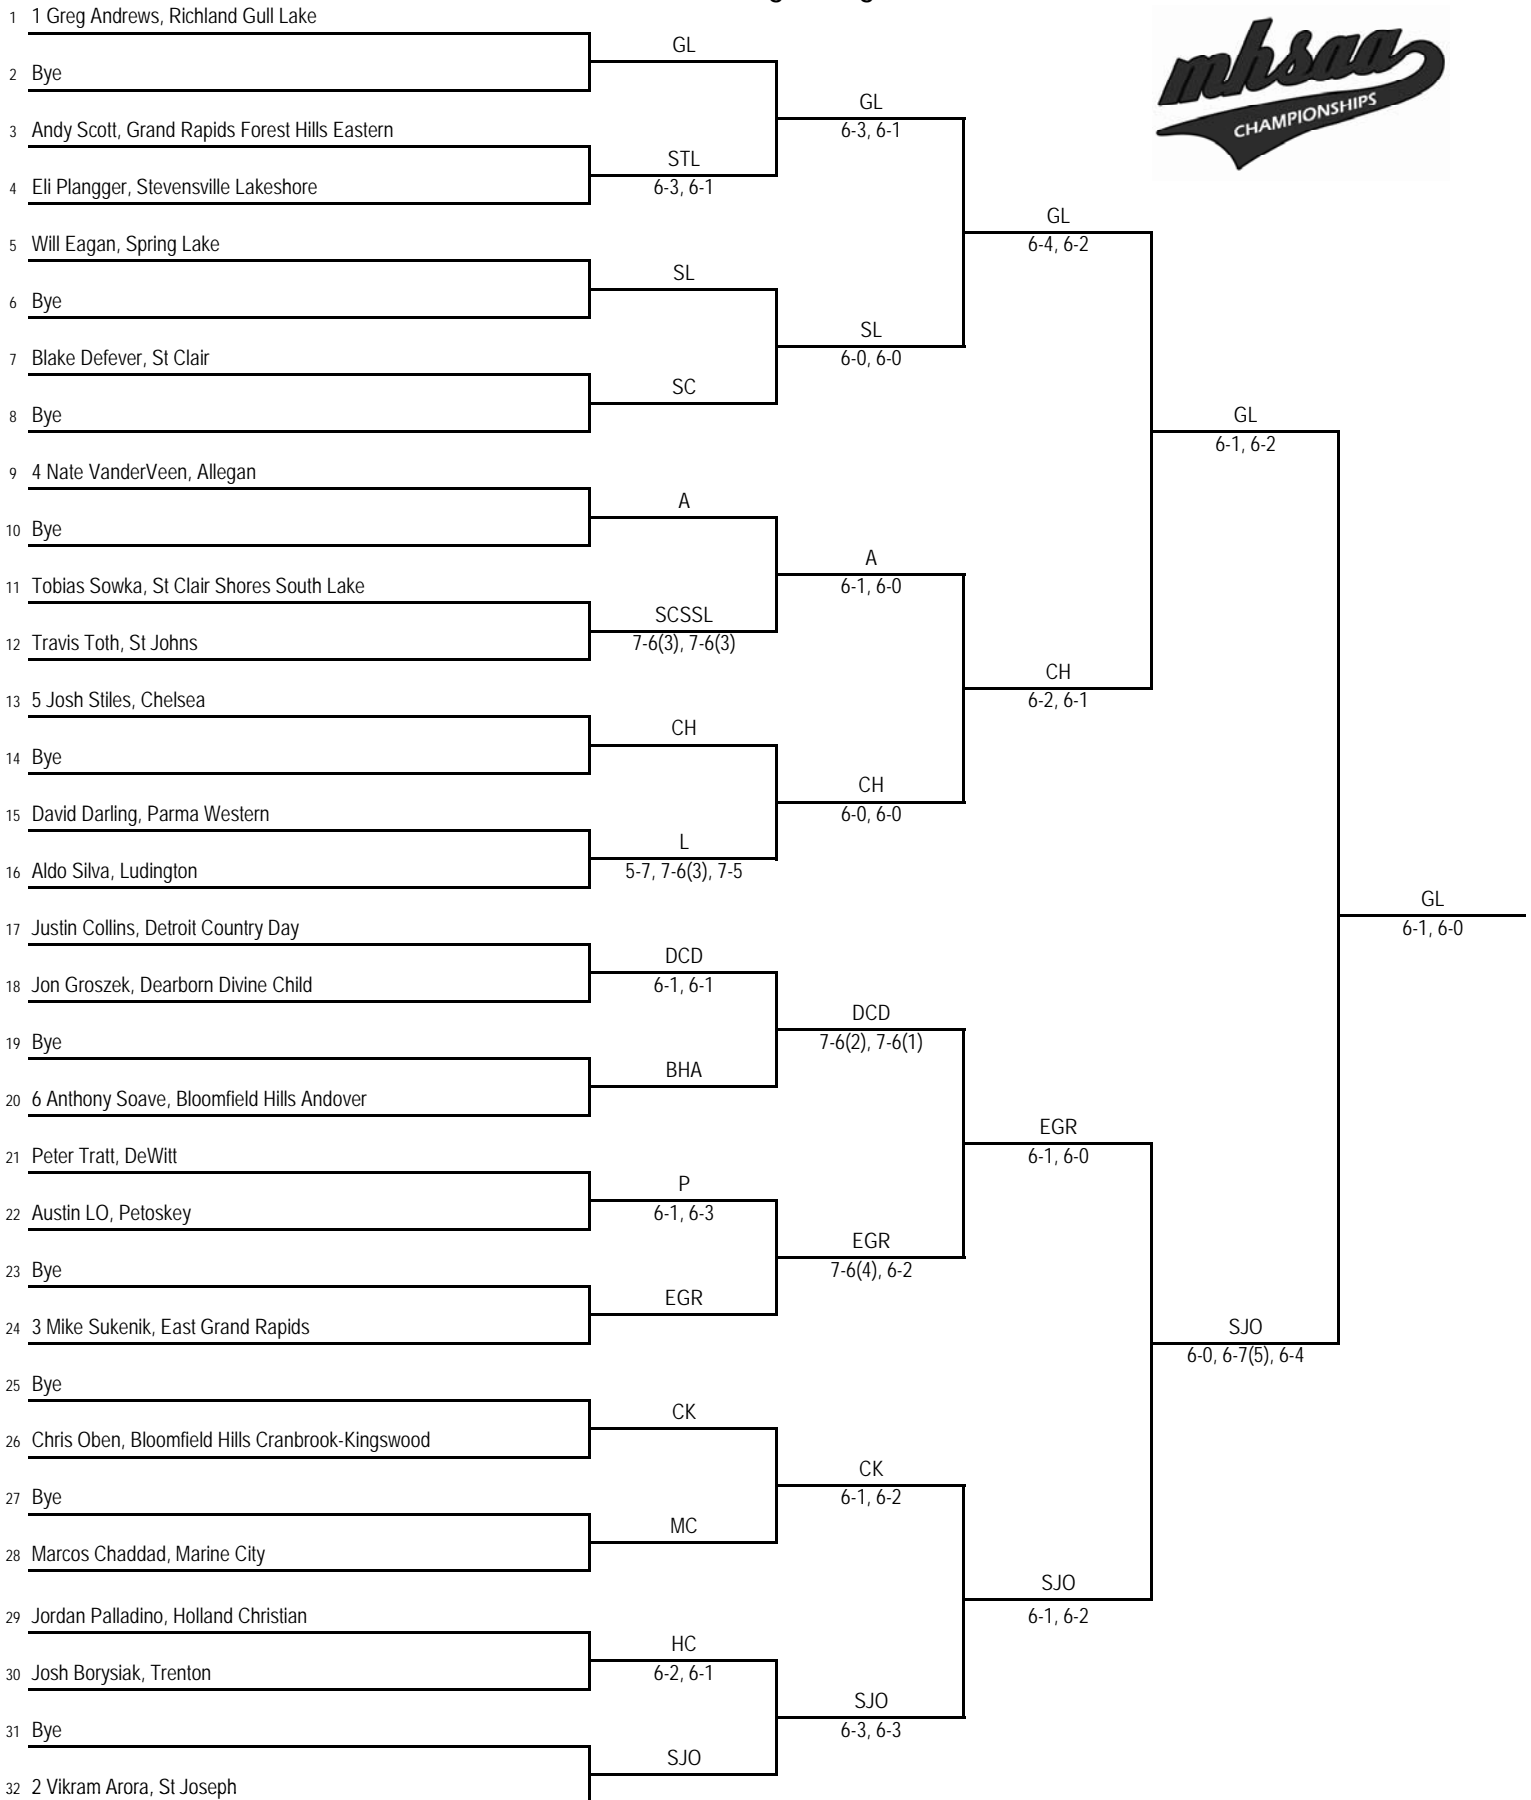 1 1 Greg Andrews, Richland Gull Lake
2 Bye
3 Andy Scott, Grand Rapids Forest Hills Eastern
4 Eli Plangger, Stevensville Lakeshore
5 Will Eagan, Spring Lake
6 Bye
7 Blake Defever, St Clair
8 Bye
9 4 Nate VanderVeen, Allegan
10 Bye
11 Tobias Sowka, St Clair Shores South Lake
12 Travis Toth, St Johns
13 5 Josh Stiles, Chelsea
14 Bye
15 David Darling, Parma Western
16 Aldo Silva, Ludington
17 Justin Collins, Detroit Country Day
18 Jon Groszek, Dearborn Divine Child
19 Bye
20 6 Anthony Soave, Bloomfield Hills Andover
21 Peter Tratt, DeWitt
22 Austin LO, Petoskey
23 Bye
24 3 Mike Sukenik, East Grand Rapids
25 Bye
26 Chris Oben, Bloomfield Hills Cranbrook-Kingswood
27 Bye
28 Marcos Chaddad, Marine City
29 Jordan Palladino, Holland Christian
30 Josh Borysiak, Trenton
31 Bye
32 2 Vikram Arora, St Joseph
GL
STL
6-3, 6-1
SL
SC
A
SCSSL
7-6(3), 7-6(3)
CH
L
5-7, 7-6(3), 7-5
DCD
6-1, 6-1
BHA
P
6-1, 6-3
EGR
CK
MC
HC
6-2, 6-1
SJO
GL
6-3, 6-1
SL
6-0, 6-0
A
6-1, 6-0
CH
6-0, 6-0
DCD
7-6(2), 7-6(1)
EGR
7-6(4), 6-2
CK
6-1, 6-2
SJO
6-3, 6-3
GL
6-4, 6-2
CH
6-2, 6-1
EGR
6-1, 6-0
SJO
6-1, 6-2
GL
6-1, 6-2
SJO
6-0, 6-7(5), 6-4
GL
6-1, 6-0
mhsaa
CHAMPIONSHIPS